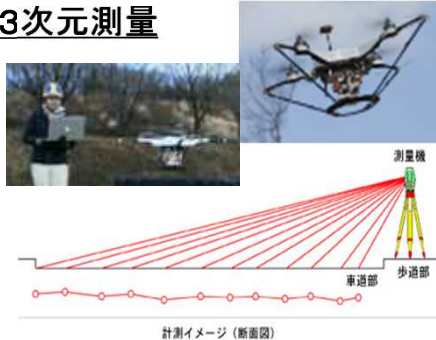 3次元測量
測量機
車道部
歩道部
計測イメージ（断面図）